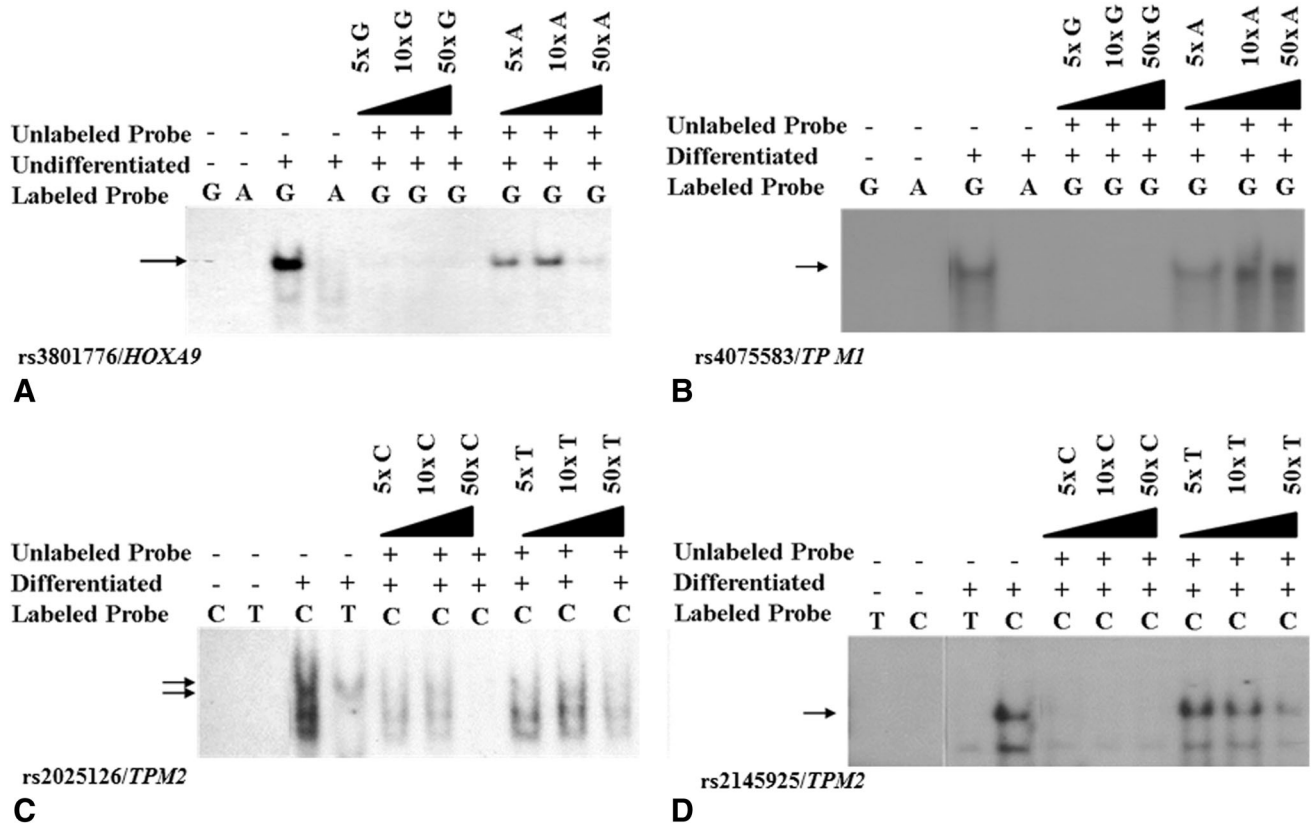 5x G 10x G 50x G 5x A 10x A 50x A
Unlabeled Probe - - - - + + + + + +
Undifferentiated - - + + + + + + + +
Labeled Probe G A G A G G G G G G
rs3801776/HOXA9
A
5x G 10x G 50x G 5x A 10x A 50x A
Unlabeled Probe - - - - + + + + + +
Differentiated - - + + + + + + + +
Labeled Probe G A G A G G G G G G
rs4075583/TP M1
B
5x C 10x C 50x C 5x T 10x T 50x T
Unlabeled Probe - - - - + + + + + +
Differentiated - - + + + + + + + +
Labeled Probe C T C T C C C C C C
rs2025126/TPM2
C
5x C 10x C 50x C 5x T 10x T 50x T
Unlabeled Probe - - - - + + + + + +
Differentiated - - + + + + + + + +
Labeled Probe T C T C C C C C C C
rs2145925/TPM2
D